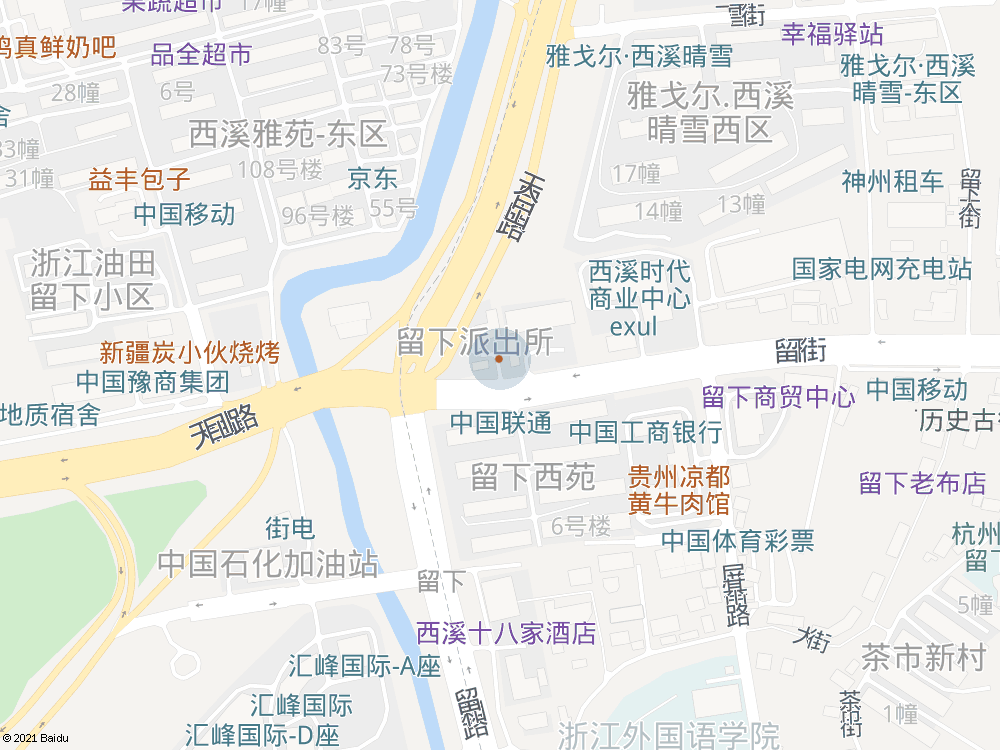 果蔬超市
17幢
雪街
鸡真鲜奶吧
83号
78号
幸福驿站
品全超市
73号楼
雅戈尔·西溪晴雪
雅戈尔·西溪
晴雪-东区
28幢
6号
雅戈尔.西溪
晴雪西区
舍
西溪雅苑-东区
33幢
31幢
108号楼
益丰包子
京东
17幢
神州租车
留下街
天目山路
中国移动
96号楼
55号
14幢
13幢
浙江油田
留下小区
西溪时代
商业中心
exul
国家电网充电站
留下派出所
新疆炭小伙烧烤
留街
中国豫商集团
中国移动
留下商贸中心
地质宿舍
天目山路
中国联通
中国工商银行
历史古
留下西苑
贵州凉都
黄牛肉馆
留下老布店
街电
6号楼
中国体育彩票
杭州
留下
中国石化加油站
留下
5幢
西溪十八家酒店
大街
茶市新村
汇峰国际-A座
汇峰国际
茶街
1幢
汇峰国际-D座
浙江外国语学院
© 2021 Baidu